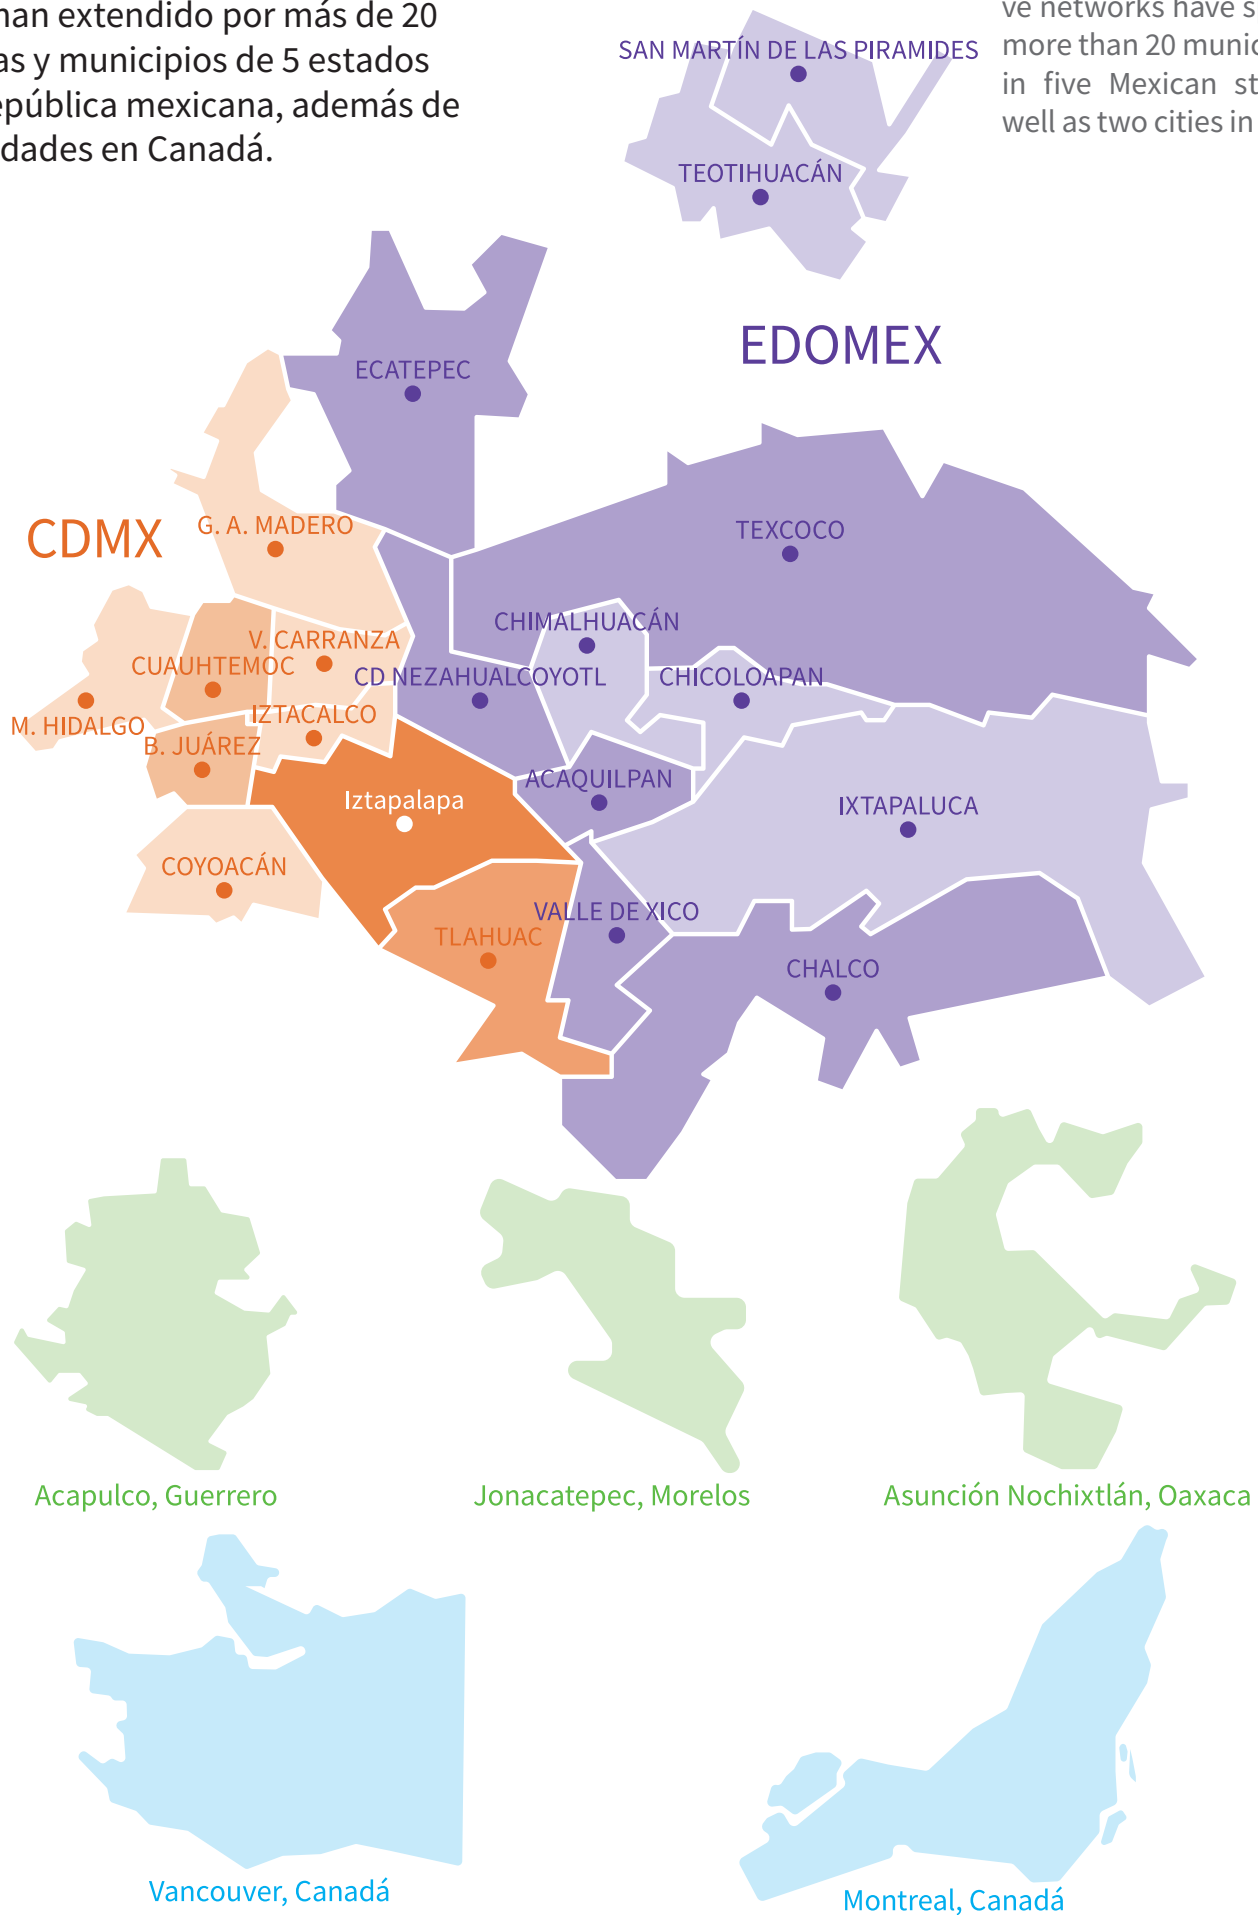 han extendido por más de 20
as y municipios de 5 estados
epública mexicana, además de
dades en Canadá.
ve networks have s
more than 20 munic
in five Mexican st
well as two cities in
SAN MARTÍN DE LAS PIRAMIDES
TEOTIHUACÁN
EDOMEX
ECATEPEC
CDMX
G. A. MADERO
TEXCOCO
CHIMALHUACÁN
V. CARRANZA
CUAUHTEMOC
CD NEZAHUALCOYOTL
CHICOLOAPAN
M. HIDALGO
IZTACALCO
B. JUÁREZ
ACAQUILPAN
Iztapalapa
IXTAPALUCA
COYOACÁN
VALLE DE XICO
TLAHUAC
CHALCO
Acapulco, Guerrero
Jonacatepec, Morelos
Asunción Nochixtlán, Oaxaca
Vancouver, Canadá
Montreal, Canadá